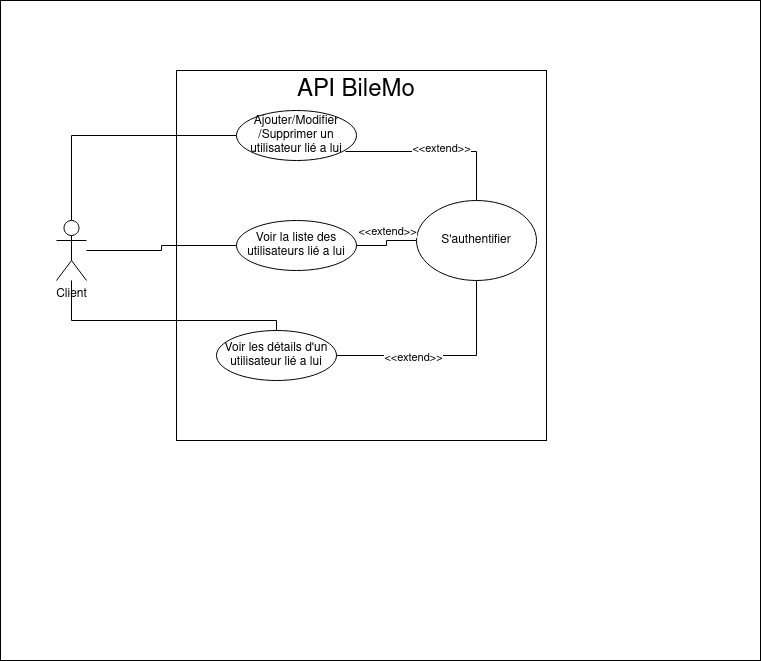 API BileMo
Ajouter/Modifier
/Supprimer un
utilisateur lié a lui
<<extend>>
Voir la liste des
utilisateurs lié a lui
<<extend>>
S'authentifier
Client
Voir les détails d'un
utilisateur lié a lui
<<extend>>